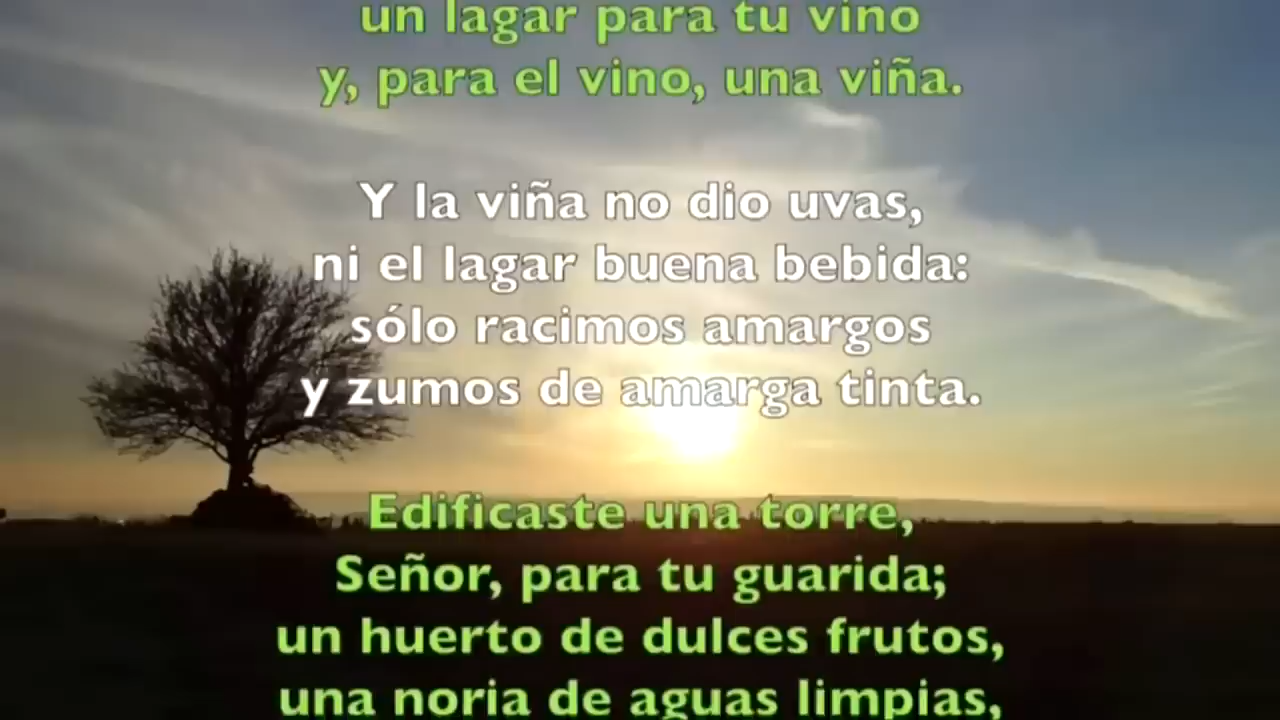 un lagar para tu vino
y, para el vino, una viña.
Y la viña no dio uvas,
ni el lagar buena bebida:
sólo racimos amargos
y zumos de amarga tinta.
Edificaste una torre,
Señor, para tu guarida;
un huerto de dulces frutos,
una noria de aguas limpias,